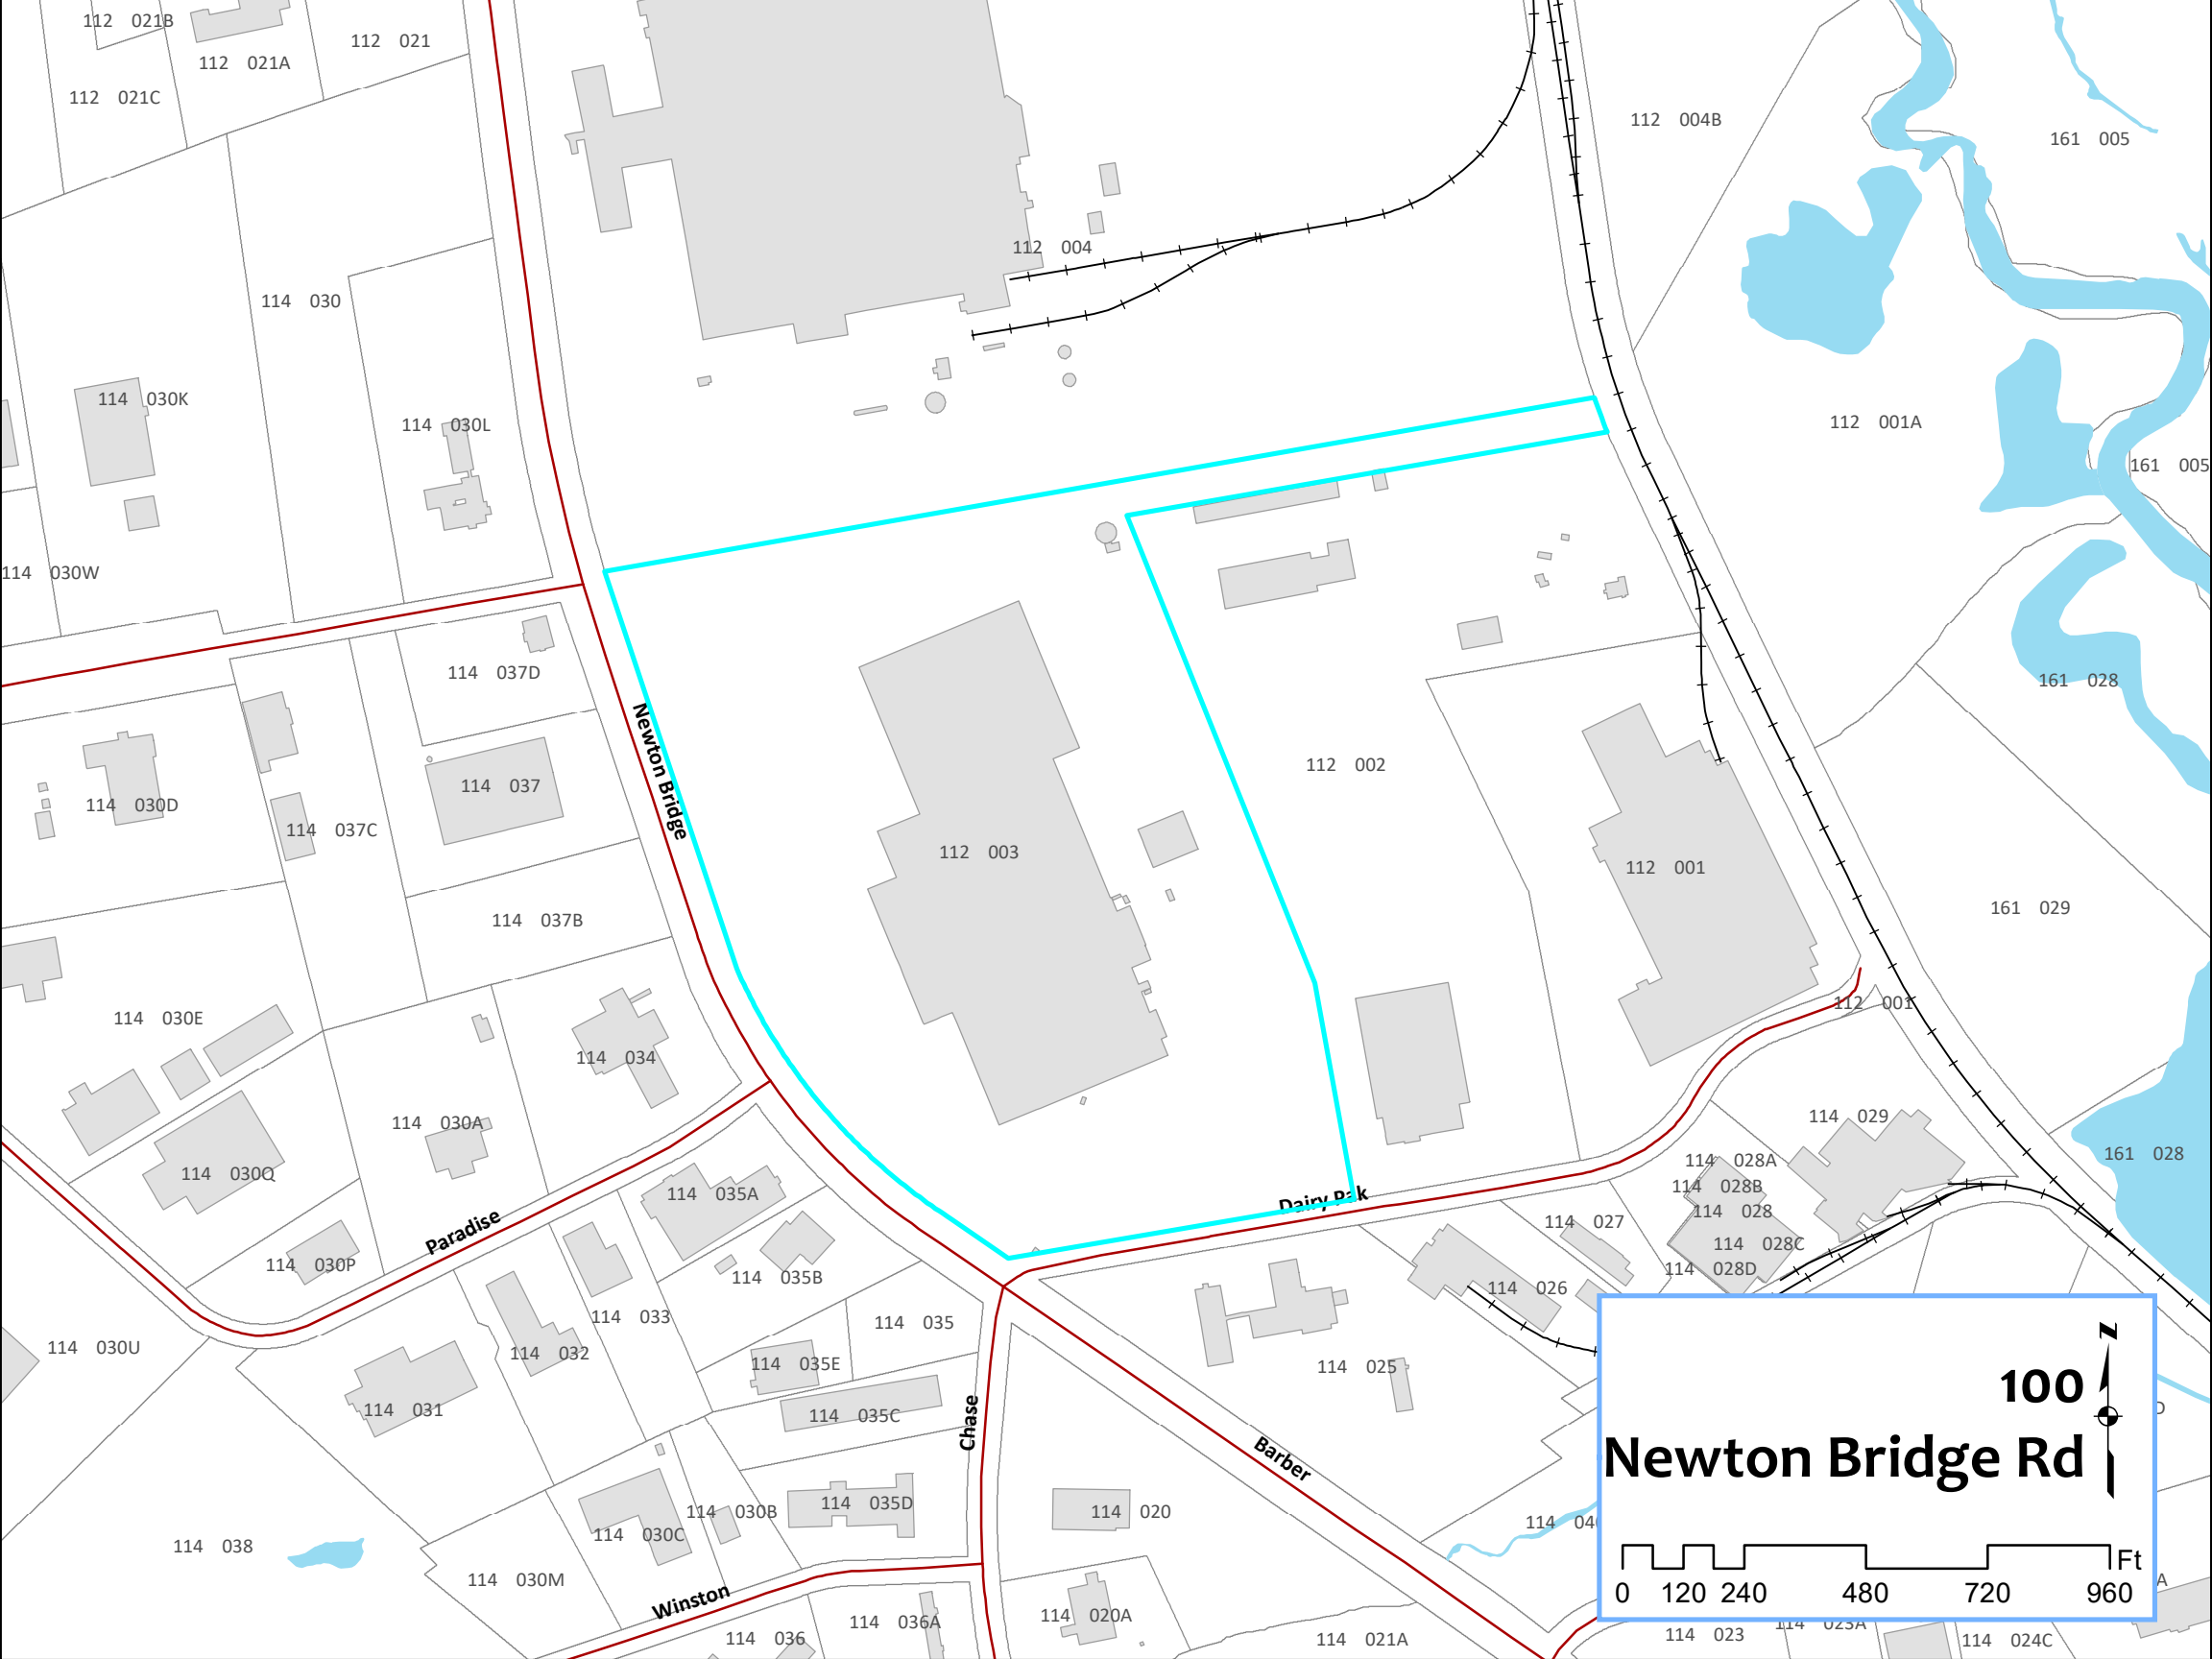 112 021B
112 021A
112 021
112 021C
112 004B
161 005
112 004
114 030
114 030K
114 030L
112 001A
161 005
114 030W
114 037D
161 028
Newton Bridge
112 002
114 037
114 030D
114 037C
112 003
112 001
161 029
114 037B
112 001
114 030E
114 034
114 029
114 030A
161 028
114 028A
114 030Q
114 028B
114 035A
Dairy Pak
114 028
114 027
Paradise
114 028C
114 030P
114 035B
114 028D
114 026
114 033
114 035
114 030U
114 032
114 035E
114 025
100
Newton Bridge Rd
114 031
114 035C
Chase
Barber
D
114 035D
114 030B
114 020
114 04
114 030C
114 038
114 030M
N
Ft
0 120 240 480 720 960
A
Winston
114 020A
114 036A
114 036
114 021A
114 023
114 023A
114 024C